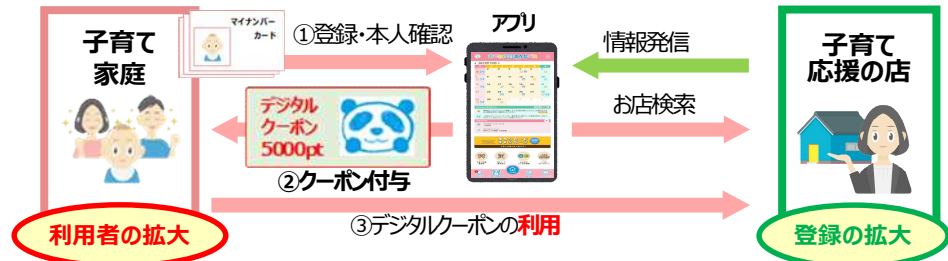 子育て
家庭
マイナンバー
カード
①登録・本人確認
アプリ
情報発信
子育て
応援の店
デジタル
クーポン
5000pt
お店検索
②クーポン付与
③デジタルクーポンの利用
利用者の拡大
登録の拡大